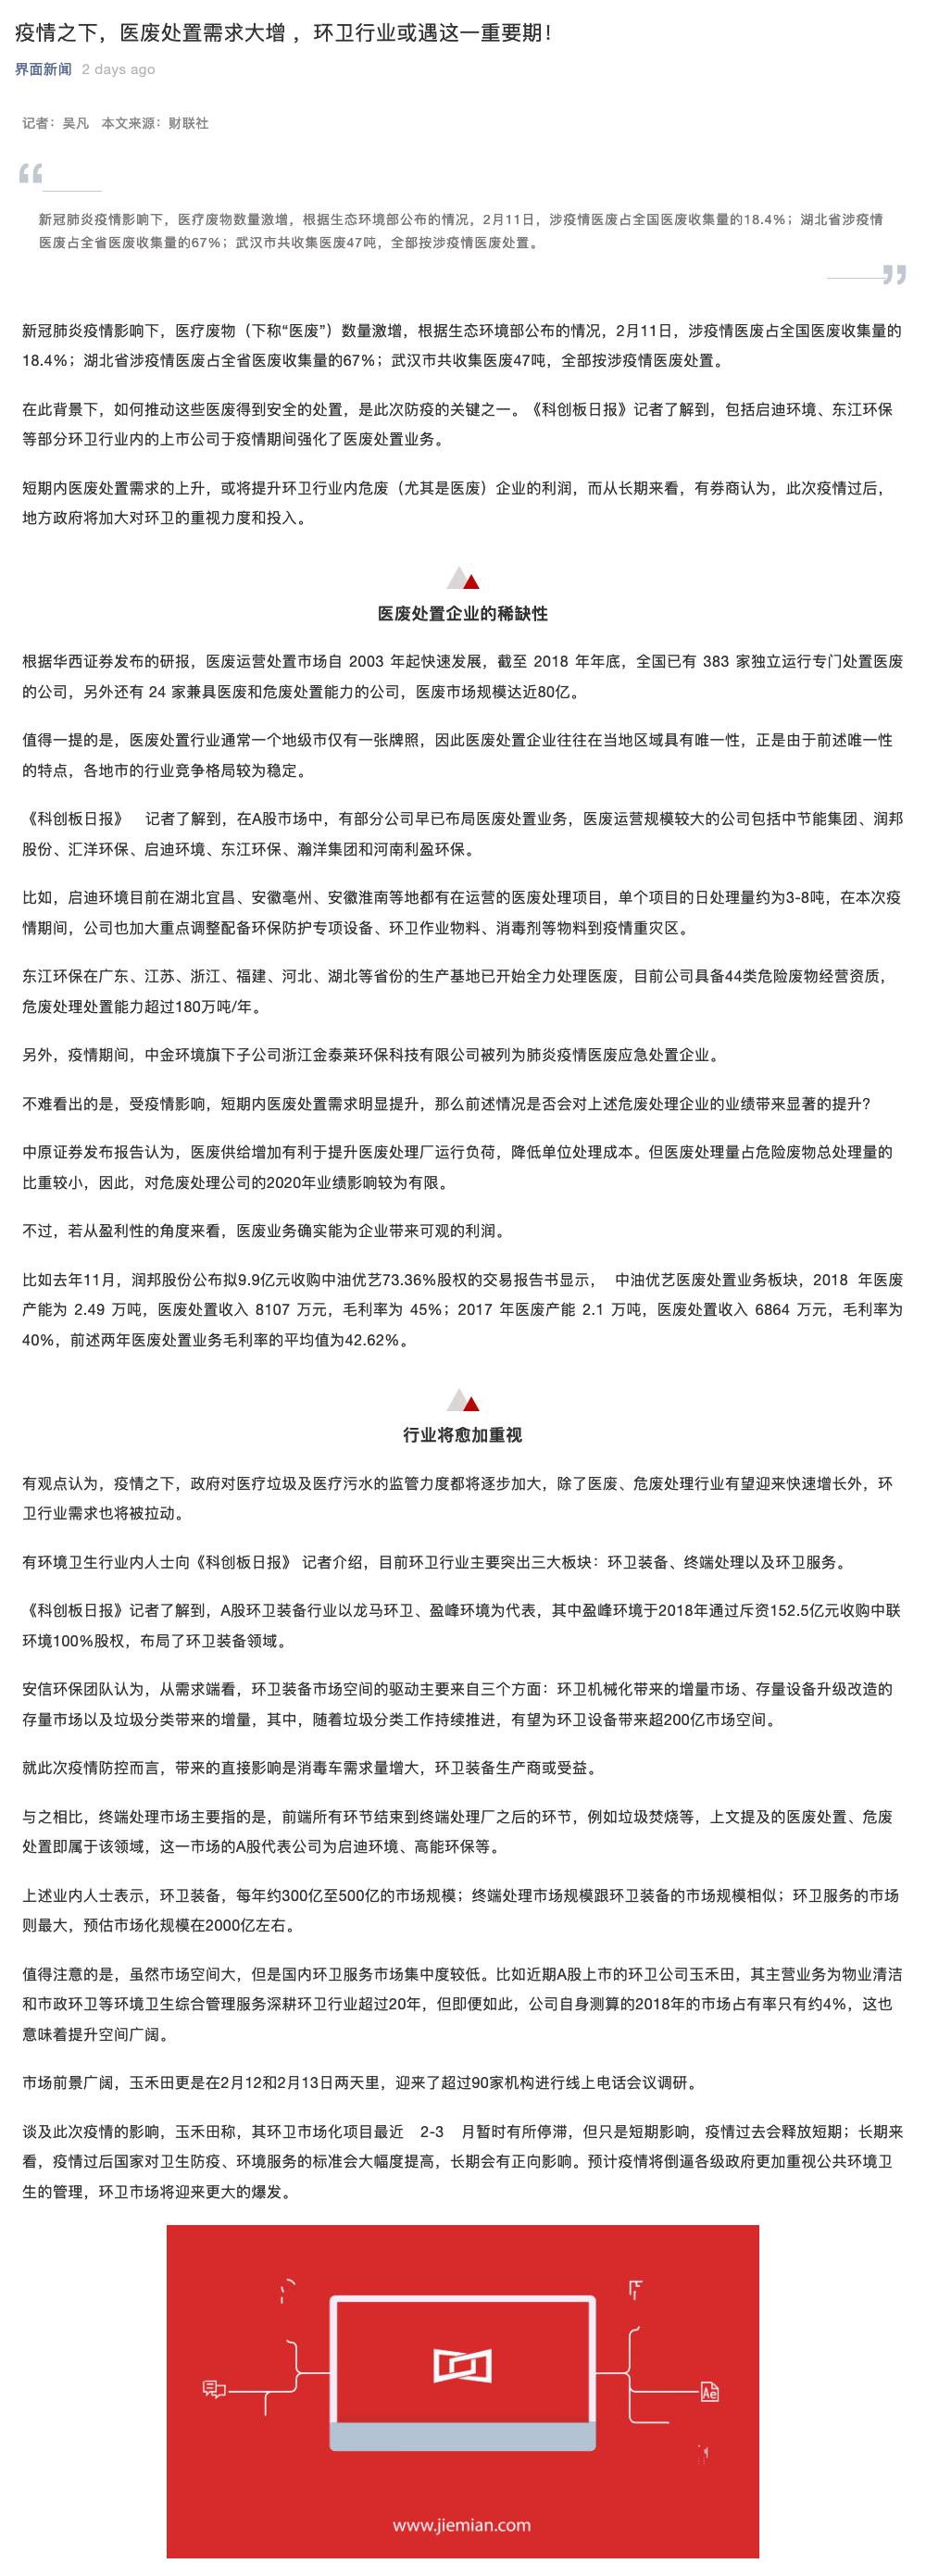 疫情之下，医废处置需求大增 ，环卫行业或遇这一重要期！
界面新闻 2 days ago
记者：吴凡 本文来源：财联社
“
新冠肺炎疫情影响下，医疗废物数量激增，根据生态环境部公布的情况，2月11日，涉疫情医废占全国医废收集量的18.4%；湖北省涉疫情
医废占全省医废收集量的67%；武汉市共收集医废47吨，全部按涉疫情医废处置。
”
新冠肺炎疫情影响下，医疗废物（下称“医废”）数量激增，根据生态环境部公布的情况，2月11日，涉疫情医废占全国医废收集量的
18.4%；湖北省涉疫情医废占全省医废收集量的67%；武汉市共收集医废47吨，全部按涉疫情医废处置。
在此背景下，如何推动这些医废得到安全的处置，是此次防疫的关键之一。《科创板日报》记者了解到，包括启迪环境、东江环保
等部分环卫行业内的上市公司于疫情期间强化了医废处置业务。
短期内医废处置需求的上升，或将提升环卫行业内危废（尤其是医废）企业的利润，而从长期来看，有券商认为，此次疫情过后，
地方政府将加大对环卫的重视力度和投入。
医废处置企业的稀缺性
根据华西证券发布的研报，医废运营处置市场自 2003 年起快速发展，截至 2018 年年底，全国已有 383 家独立运行专门处置医废
的公司，另外还有 24 家兼具医废和危废处置能力的公司，医废市场规模达近80亿。
值得一提的是，医废处置行业通常一个地级市仅有一张牌照，因此医废处置企业往往在当地区域具有唯一性，正是由于前述唯一性
的特点，各地市的行业竞争格局较为稳定。
《科创板日报》 记者了解到，在A股市场中，有部分公司早已布局医废处置业务，医废运营规模较大的公司包括中节能集团、润邦
股份、汇洋环保、启迪环境、东江环保、瀚洋集团和河南利盈环保。
比如，启迪环境目前在湖北宜昌、安徽亳州、安徽淮南等地都有在运营的医废处理项目，单个项目的日处理量约为3-8吨，在本次疫
情期间，公司也加大重点调整配备环保防护专项设备、环卫作业物料、消毒剂等物料到疫情重灾区。
东江环保在广东、江苏、浙江、福建、河北、湖北等省份的生产基地已开始全力处理医废，目前公司具备44类危险废物经营资质，
危废处理处置能力超过180万吨/年。
另外，疫情期间，中金环境旗下子公司浙江金泰莱环保科技有限公司被列为肺炎疫情医废应急处置企业。
不难看出的是，受疫情影响，短期内医废处置需求明显提升，那么前述情况是否会对上述危废处理企业的业绩带来显著的提升？
中原证券发布报告认为，医废供给增加有利于提升医废处理厂运行负荷，降低单位处理成本。但医废处理量占危险废物总处理量的
比重较小，因此，对危废处理公司的2020年业绩影响较为有限。
不过，若从盈利性的角度来看，医废业务确实能为企业带来可观的利润。
比如去年11月，润邦股份公布拟9.9亿元收购中油优艺73.36%股权的交易报告书显示， 中油优艺医废处置业务板块，2018 年医废
产能为 2.49 万吨，医废处置收入 8107 万元，毛利率为 45%；2017 年医废产能 2.1 万吨，医废处置收入 6864 万元，毛利率为
40%，前述两年医废处置业务毛利率的平均值为42.62%。
行业将愈加重视
有观点认为，疫情之下，政府对医疗垃圾及医疗污水的监管力度都将逐步加大，除了医废、危废处理行业有望迎来快速增长外，环
卫行业需求也将被拉动。
有环境卫生行业内人士向《科创板日报》 记者介绍，目前环卫行业主要突出三大板块：环卫装备、终端处理以及环卫服务。
《科创板日报》记者了解到，A股环卫装备行业以龙马环卫、盈峰环境为代表，其中盈峰环境于2018年通过斥资152.5亿元收购中联
环境100%股权，布局了环卫装备领域。
安信环保团队认为，从需求端看，环卫装备市场空间的驱动主要来自三个方面：环卫机械化带来的增量市场、存量设备升级改造的
存量市场以及垃圾分类带来的增量，其中，随着垃圾分类工作持续推进，有望为环卫设备带来超200亿市场空间。
就此次疫情防控而言，带来的直接影响是消毒车需求量增大，环卫装备生产商或受益。
与之相比，终端处理市场主要指的是，前端所有环节结束到终端处理厂之后的环节，例如垃圾焚烧等，上文提及的医废处置、危废
处置即属于该领域，这一市场的A股代表公司为启迪环境、高能环保等。
上述业内人士表示，环卫装备，每年约300亿至500亿的市场规模；终端处理市场规模跟环卫装备的市场规模相似；环卫服务的市场
则最大，预估市场化规模在2000亿左右。
值得注意的是，虽然市场空间大，但是国内环卫服务市场集中度较低。比如近期A股上市的环卫公司玉禾田，其主营业务为物业清洁
和市政环卫等环境卫生综合管理服务深耕环卫行业超过20年，但即便如此，公司自身测算的2018年的市场占有率只有约4%，这也
意味着提升空间广阔。
市场前景广阔，玉禾田更是在2月12和2月13日两天里，迎来了超过90家机构进行线上电话会议调研。
谈及此次疫情的影响，玉禾田称，其环卫市场化项目最近 2-3 月暂时有所停滞，但只是短期影响，疫情过去会释放短期；长期来
看，疫情过后国家对卫生防疫、环境服务的标准会大幅度提高，长期会有正向影响。预计疫情将倒逼各级政府更加重视公共环境卫
生的管理，环卫市场将迎来更大的爆发。
Ae
www.jiemian.com